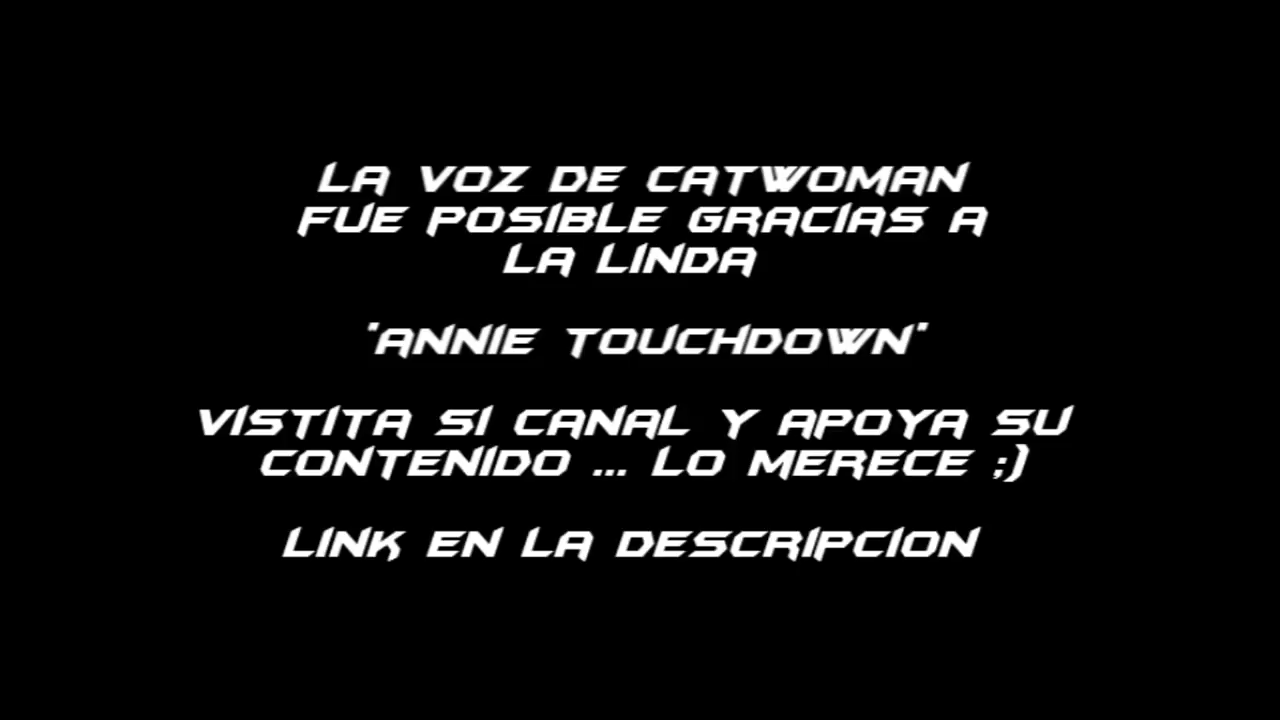 LA VOZ DE CATWOMAN
FUE POSIBLE GRACIAS A
LA LINDA
"ANNIE TOUCHDOWN"
VISTITA SI CANAL Y APOYA SU
CONTENIDO ... LO MERECE ;)
LINK EN LA DESCRIPCION